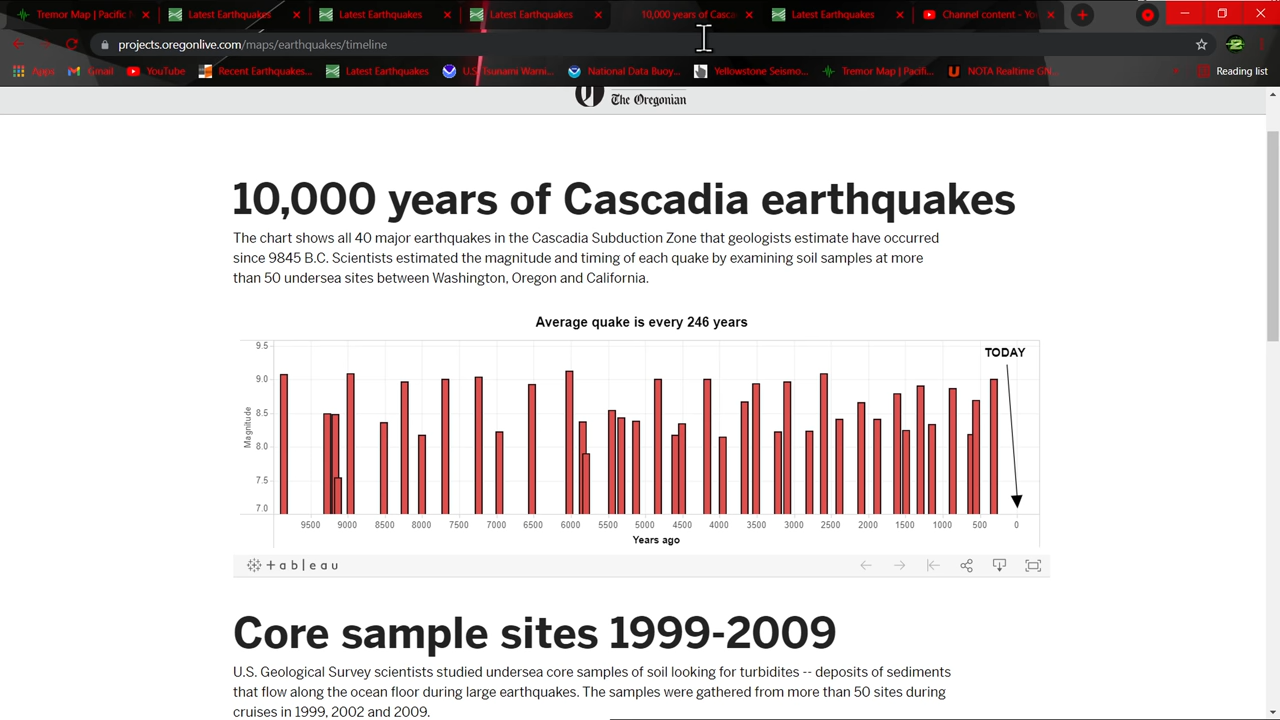 Tremor Map | Pacific
Latest Earthquakes
Latest Earthquakes
Latest Earthquakes
10,000 years of Casca
Latest Earthquakes
Channel content - Yo
projects.oregonlive.com/maps/earthquakes/timeline
Apps
Gmail
YouTube
Recent Earthquakes...
Latest Earthquakes
U.S. Tsunami Warni...
National Data Buoy...
Yellowstone Seismo...
Tremor Map | Pacifi...
NOTA Realtime GN...
Reading list
The Oregonian
10,000 years of Cascadia earthquakes
The chart shows all 40 major earthquakes in the Cascadia Subduction Zone that geologists estimate have occurred
since 9845 B.C. Scientists estimated the magnitude and timing of each quake by examining soil samples at more
than 50 undersea sites between Washington, Oregon and California.
Average quake is every 246 years
TODAY
9.5
9.0
8.5
8.0
7.5
7.0
Magnitude
9500 9000 8500 8000 7500 7000 6500 6000 5500 5000 4500 4000 3500 3000 2500 2000 1500 1000 500 0
Years ago
+ableau
Core sample sites 1999-2009
U.S. Geological Survey scientists studied undersea core samples of soil looking for turbidites -- deposits of sediments
that flow along the ocean floor during large earthquakes. The samples were gathered from more than 50 sites during
cruises in 1999, 2002 and 2009.